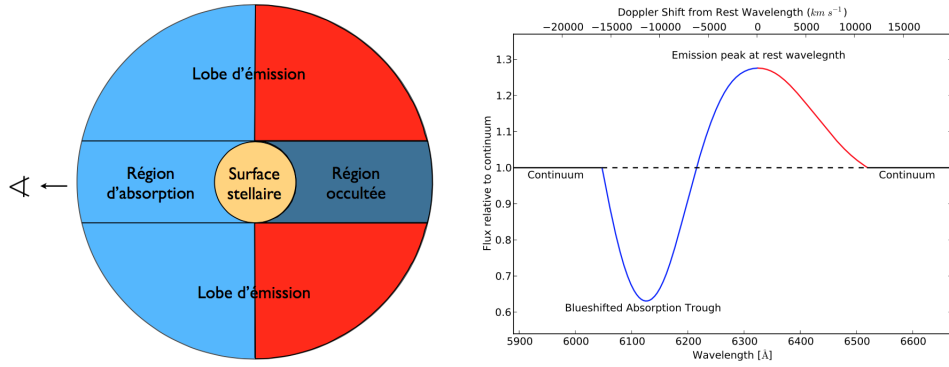 Lobe d'émission
Région
d'absorption
Surface
stellaire
Région
occultée
Lobe d'émission
Doppler Shift from Rest Wavelength (km s⁻¹)
−20000 −15000 −10000 −5000 0 5000 10000 15000
Emission peak at rest wavelegnth
1.3
1.2
1.1
1.0
0.9
0.8
0.7
0.6
Flux relative to continuum
Continuum
Continuum
Blueshifted Absorption Trough
5900 6000 6100 6200 6300 6400 6500 6600
Wavelength [Å]